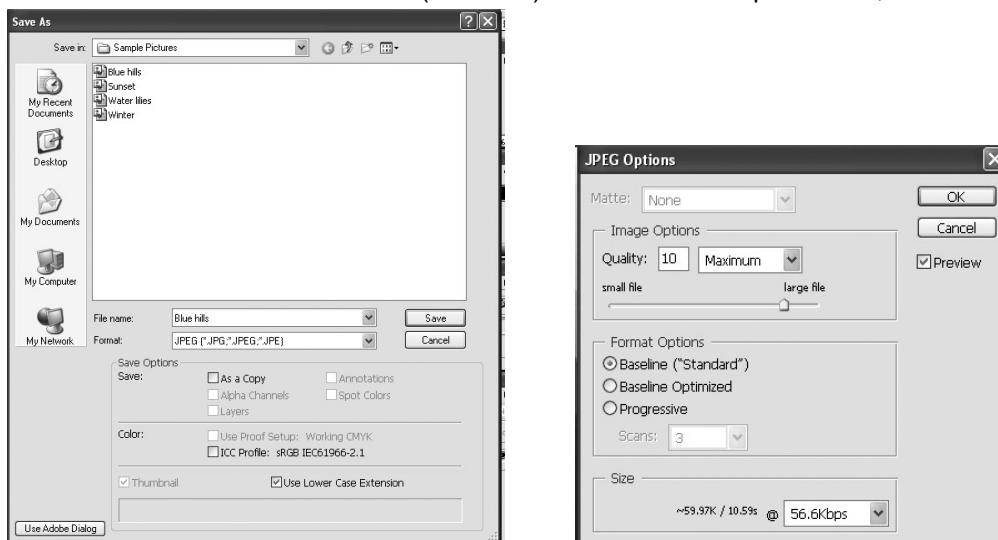 Save As
Save in:
Sample Pictures
My Recent
Documents
Desktop
My Documents
My Computer
My Network
Blue hills
Sunset
Water lilies
Winter
File name:
Blue hills
Save
Format:
JPEG (*.JPG;*.JPEG;*.JPE)
Cancel
Save Options
Save:
As a Copy
Annotations
Alpha Channels
Spot Colors
Layers
Color:
Use Proof Setup: Working CMYK
ICC Profile: sRGB IEC61966-2.1
Thumbnail
Use Lower Case Extension
Use Adobe Dialog
JPEG Options
Matte:
None
OK
Cancel
Preview
Image Options
Quality:
10
Maximum
small file
large file
Format Options
Baseline ("Standard")
Baseline Optimized
Progressive
Scans:
3
Size
~59.97K / 10.59s @ 56.6Kbps